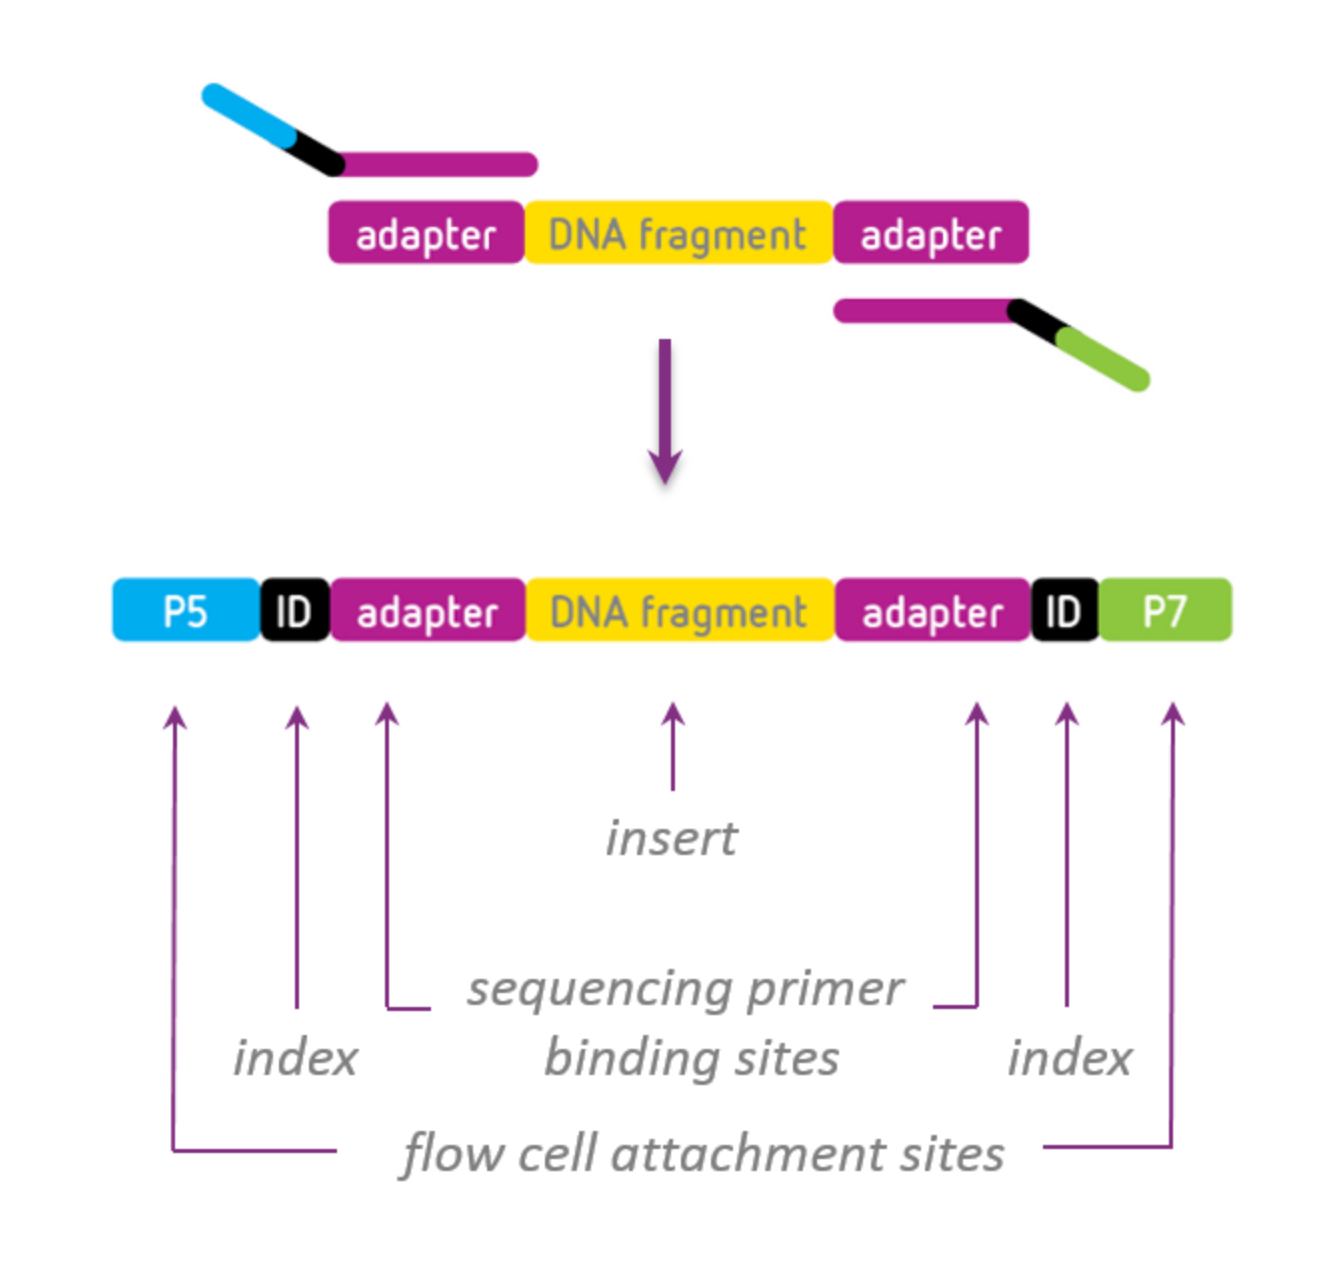 adapter DNA fragment adapter
P5 ID adapter DNA fragment adapter ID P7
insert
sequencing primer
binding sites
index index
flow cell attachment sites